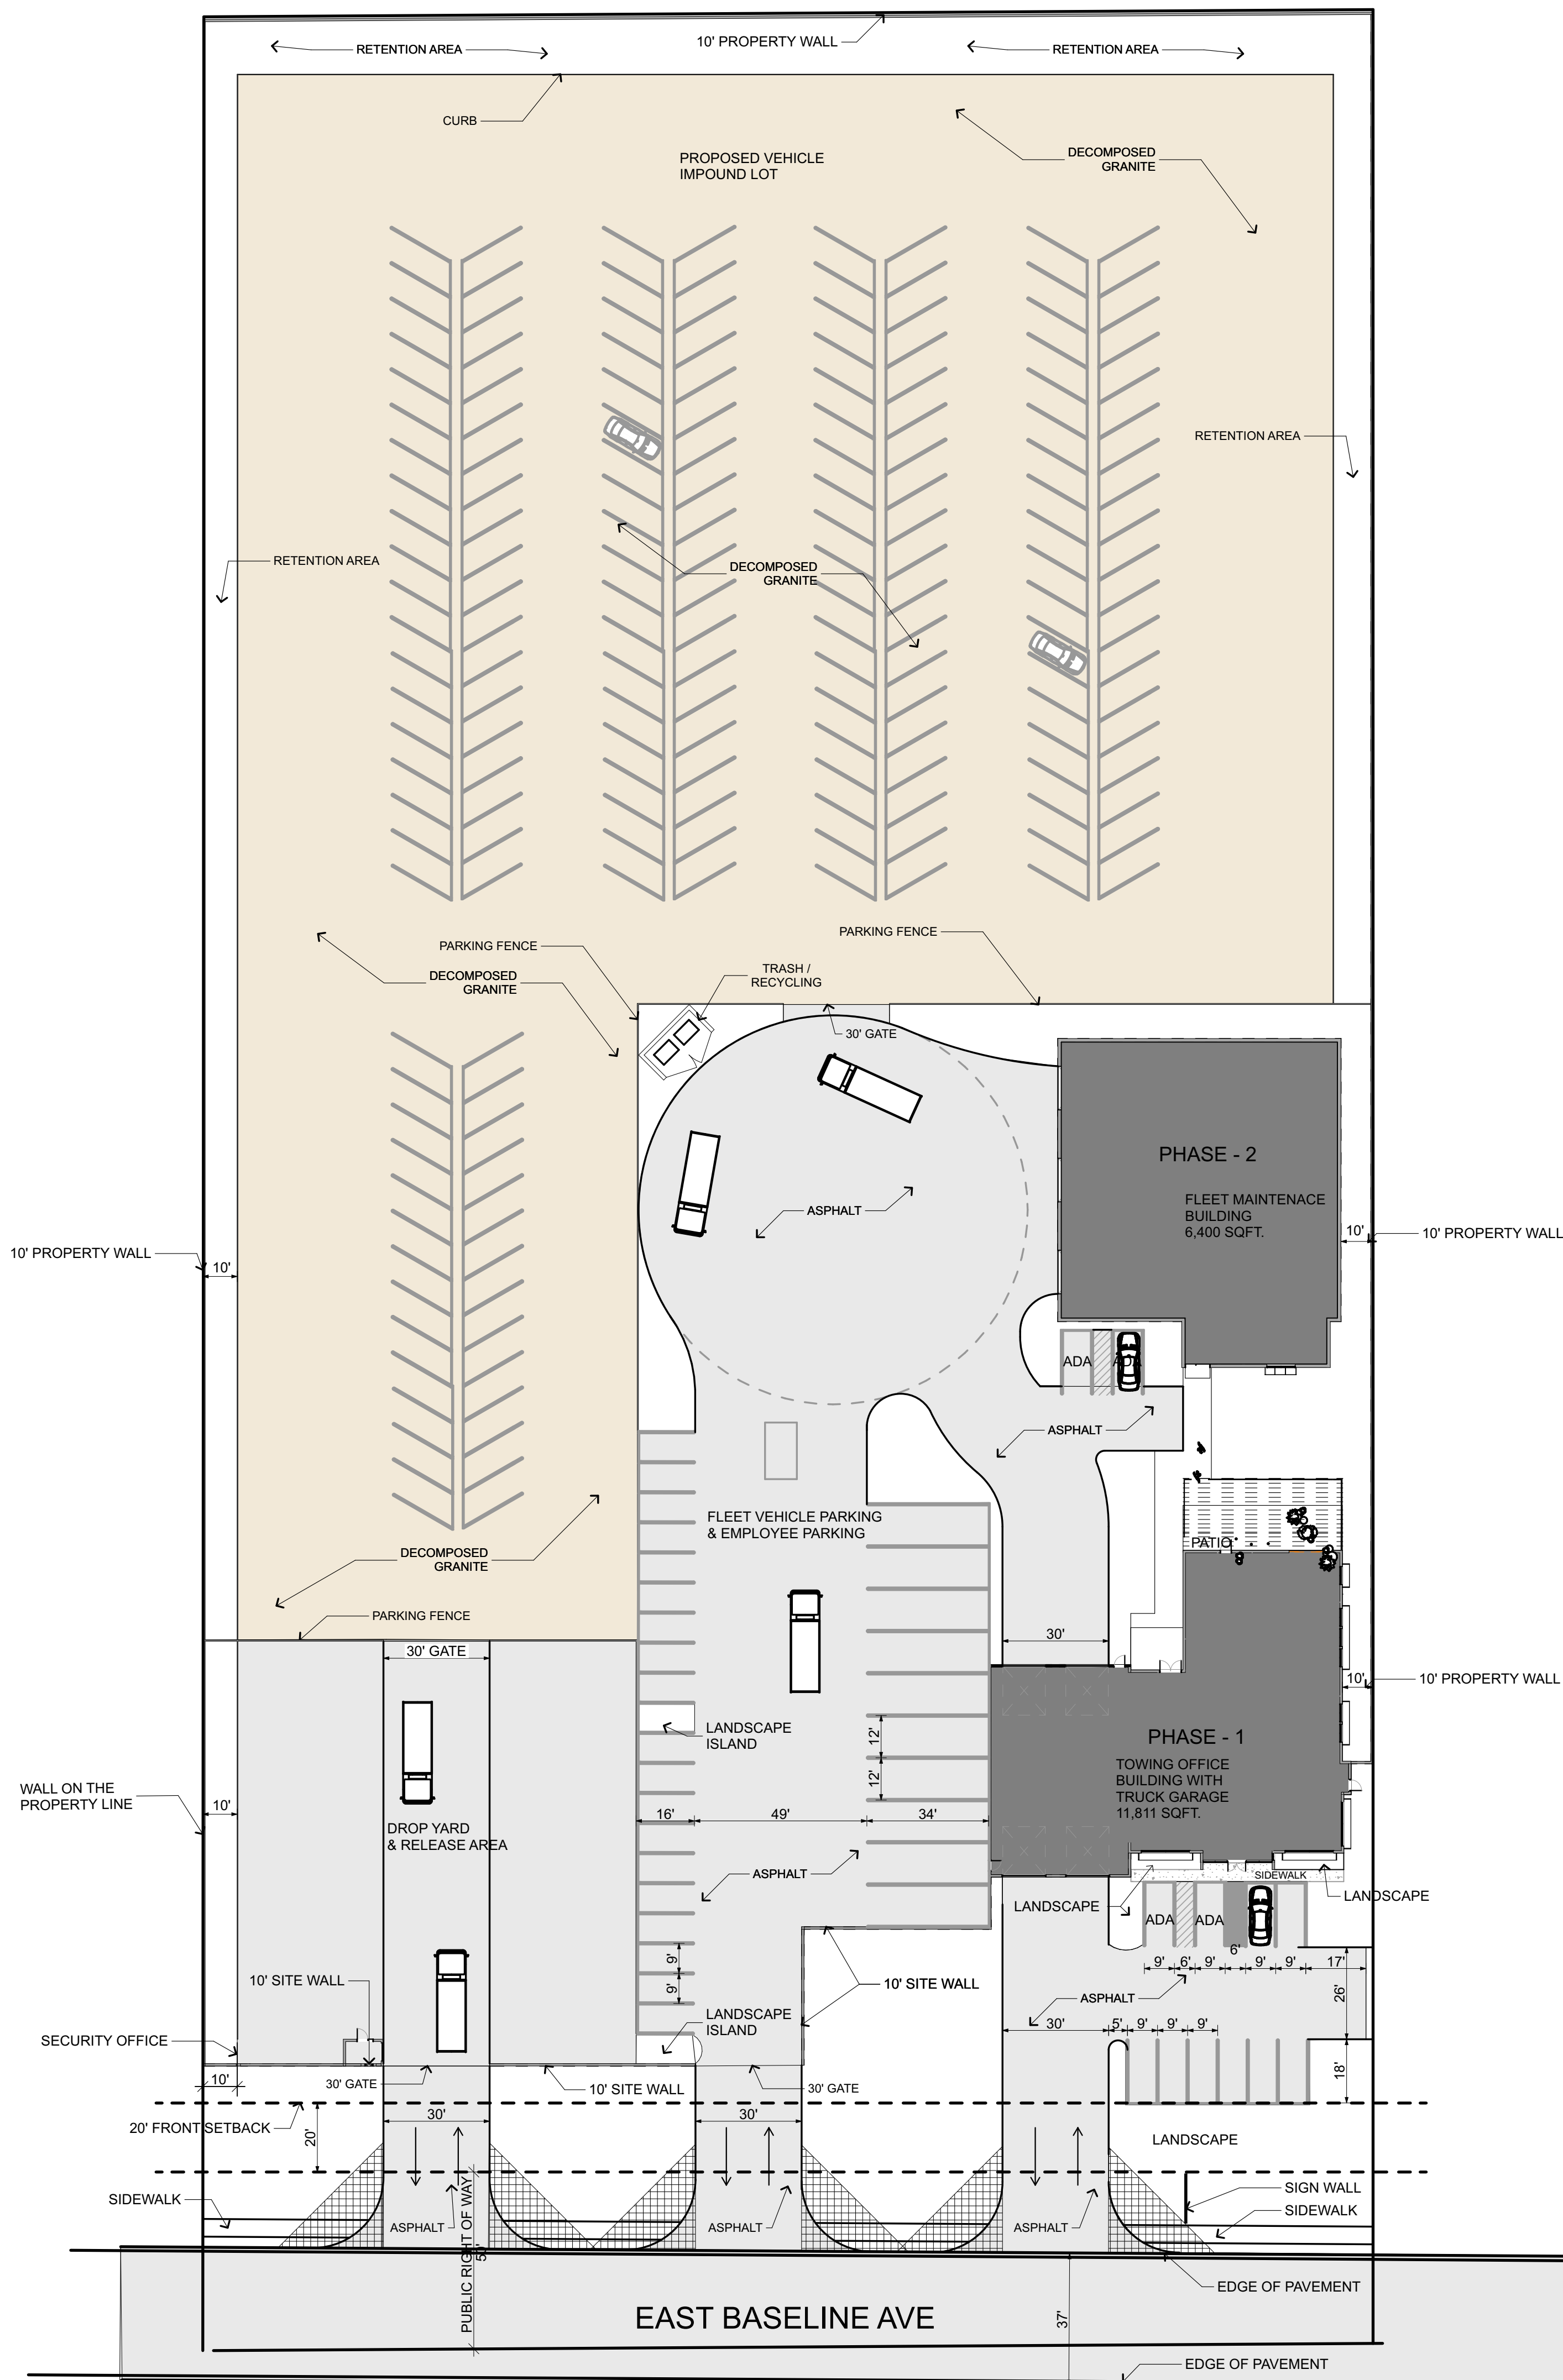 RETENTION AREA
10' PROPERTY WALL
RETENTION AREA
CURB
PROPOSED VEHICLE
IMPOUND LOT
DECOMPOSED
GRANITE
RETENTION AREA
RETENTION AREA
DECOMPOSED
GRANITE
PARKING FENCE
PARKING FENCE
DECOMPOSED
GRANITE
TRASH /
RECYCLING
30' GATE
PHASE - 2
FLEET MAINTENACE
BUILDING
6,400 SQFT.
ASPHALT
10' PROPERTY WALL
10'
10'
10' PROPERTY WALL
ADA
ADA
ASPHALT
FLEET VEHICLE PARKING
& EMPLOYEE PARKING
PATIO
DECOMPOSED
GRANITE
PARKING FENCE
30' GATE
30'
10'
10' PROPERTY WALL
LANDSCAPE
ISLAND
12'
12'
PHASE - 1
TOWING OFFICE
BUILDING WITH
TRUCK GARAGE
11,811 SQFT.
WALL ON THE
PROPERTY LINE
10'
DROP YARD
& RELEASE AREA
16'
49'
34'
ASPHALT
SIDEWALK
LANDSCAPE
LANDSCAPE
ADA
ADA
9'
9'
6'
9'
6'
9'
9'
17'
10' SITE WALL
10' SITE WALL
ASPHALT
26'
9'
SECURITY OFFICE
LANDSCAPE
ISLAND
30'
5'
9'
9'
9'
18'
10'
30' GATE
10' SITE WALL
30' GATE
20' FRONT SETBACK
20'
30'
30'
LANDSCAPE
SIDEWALK
PUBLIC RIGHT OF WAY
50'
ASPHALT
ASPHALT
ASPHALT
SIGN WALL
SIDEWALK
EDGE OF PAVEMENT
EAST BASELINE AVE
37'
EDGE OF PAVEMENT